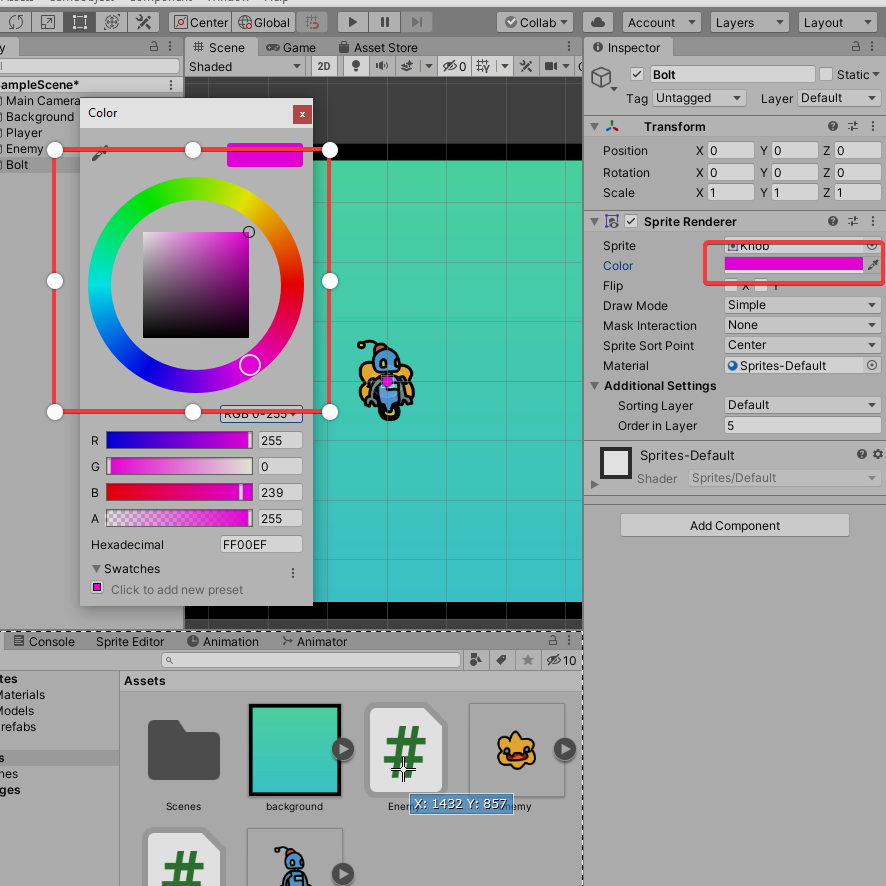 Center
Global
Collab
Account
Layers
Layout
Scene
Game
Asset Store
Inspector
Shaded
2D
0
ampleScene*
Main Camera
Background
Player
Enemy
Bolt
Color
x
RGB 0-255
R
255
G
0
B
239
A
255
Hexadecimal
FF00EF
Swatches
Click to add new preset
Bolt
Static
Tag
Untagged
Layer
Default
Transform
Position
X
0
Y
0
Z
0
Rotation
X
0
Y
0
Z
0
Scale
X
1
Y
1
Z
1
Sprite Renderer
Sprite
Knob
Color
Flip
X
Y
Draw Mode
Simple
Mask Interaction
None
Sprite Sort Point
Center
Material
Sprites-Default
Additional Settings
Sorting Layer
Default
Order in Layer
5
Sprites-Default
Shader
Sprites/Default
Add Component
Console
Sprite Editor
Animation
Animator
10
tes
Materials
Models
refabs
s
nes
ges
Assets
Scenes
background
X: 1432 Y: 857